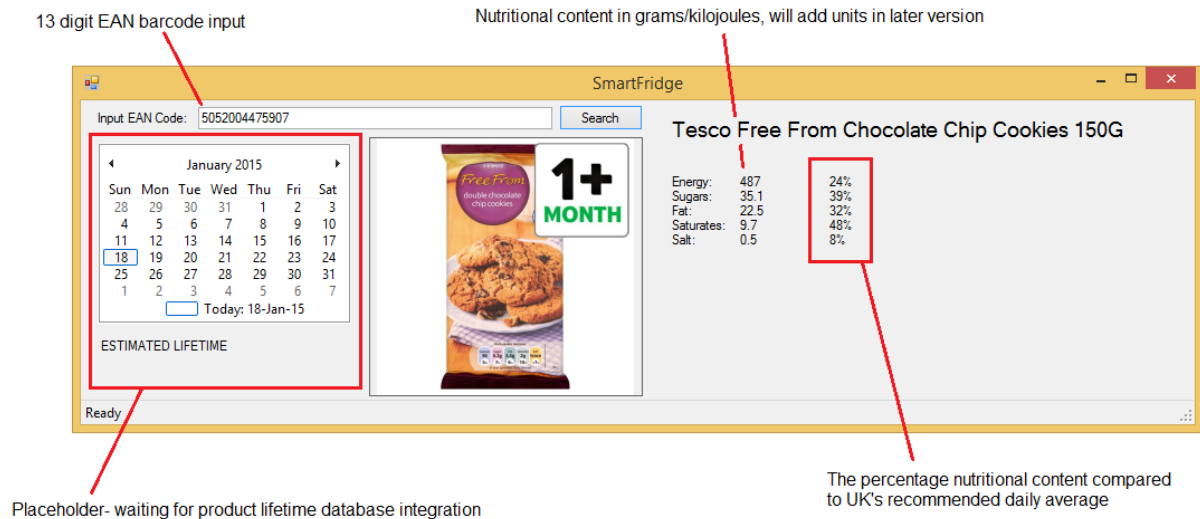 13 digit EAN barcode input
Nutritional content in grams/kilojoules, will add units in later version
SmartFridge
Input EAN Code: 5052004475907 Search
January 2015
Sun Mon Tue Wed Thu Fri Sat
28 29 30 31 1 2 3
4 5 6 7 8 9 10
11 12 13 14 15 16 17
18 19 20 21 22 23 24
25 26 27 28 29 30 31
1 2 3 4 5 6 7
Today: 18-Jan-15
ESTIMATED LIFETIME
Free From
double chocolate
chip cookies
1+
MONTH
Tesco Free From Chocolate Chip Cookies 150G
Energy: 487 24%
Sugars: 35.1 39%
Fat: 22.5 32%
Saturates: 9.7 48%
Salt: 0.5 8%
Ready
Placeholder- waiting for product lifetime database integration
The percentage nutritional content compared
to UK's recommended daily average